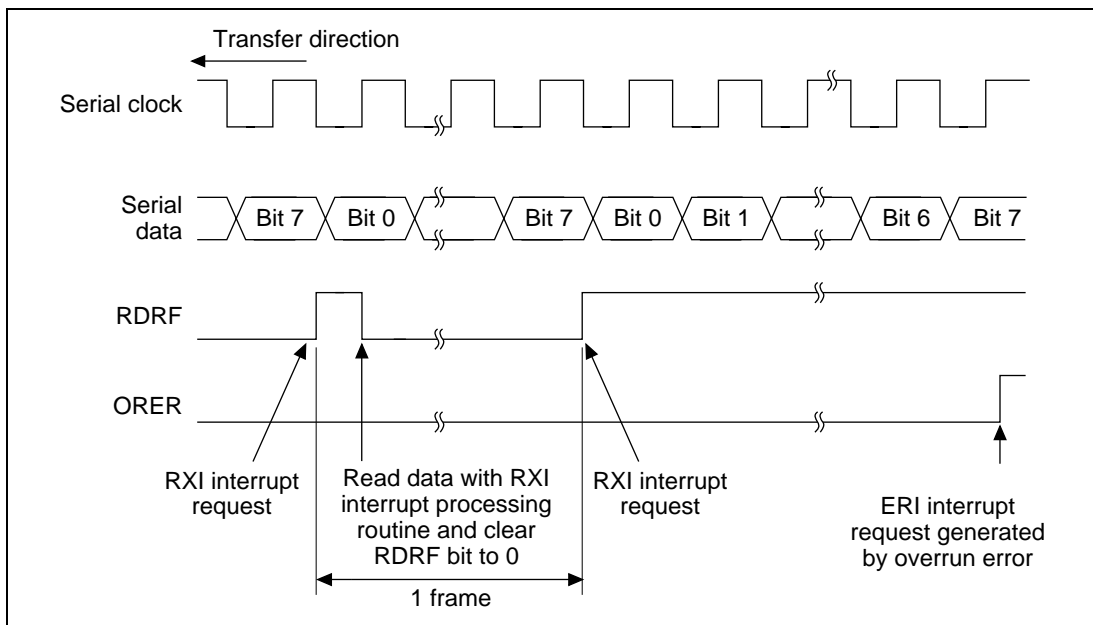 Transfer direction
Serial clock
Serial
data
Bit 7 Bit 0 Bit 7 Bit 0 Bit 1 Bit 6 Bit 7
RDRF
ORER
RXI interrupt
request
Read data with RXI
interrupt processing
routine and clear
RDRF bit to 0
RXI interrupt
request
ERI interrupt
request generated
by overrun error
1 frame